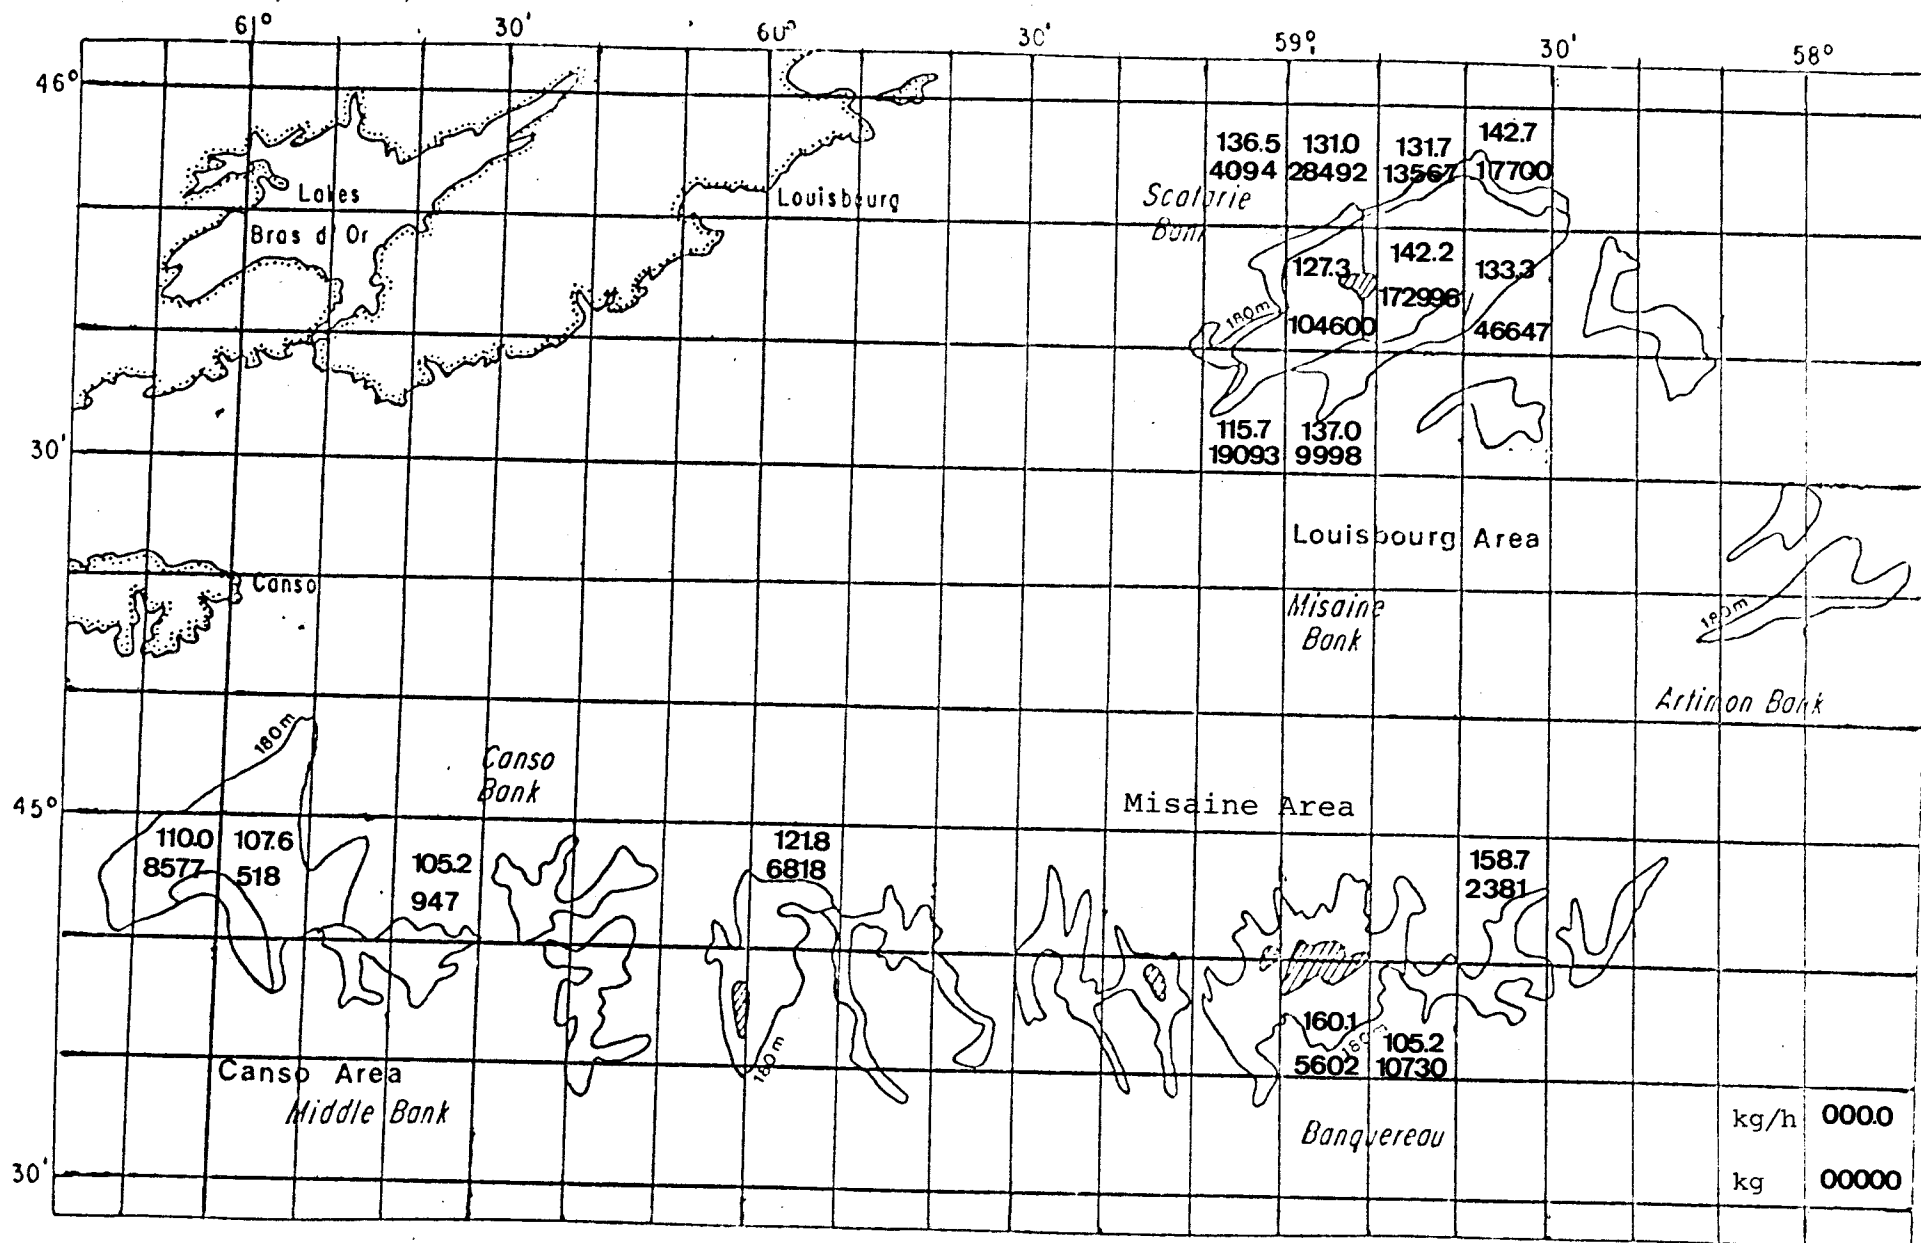 61° 30' 60° 30' 59° 30' 58°
46°
136.5 131.0 131.7 142.7
4094 28492 13567 17700
Lakes
Bras d'Or
Louisbourg
Scatarie
Bank
127.3 142.2 133.3
172996
180m
104600 46647
30'
115.7 137.0
19093 9998
Louisbourg Area
Canso
Misaine
Bank
180m
Artimon Bank
180m
Canso
Bank
45°
Misaine Area
110.0 107.6 105.2 121.8 158.7
8577 518 947 6818 2381
160.1 105.2
180m
5602 10730
180m
Canso Area
Middle Bank
Banquereau
kg/h 000.0
30'
kg 00000